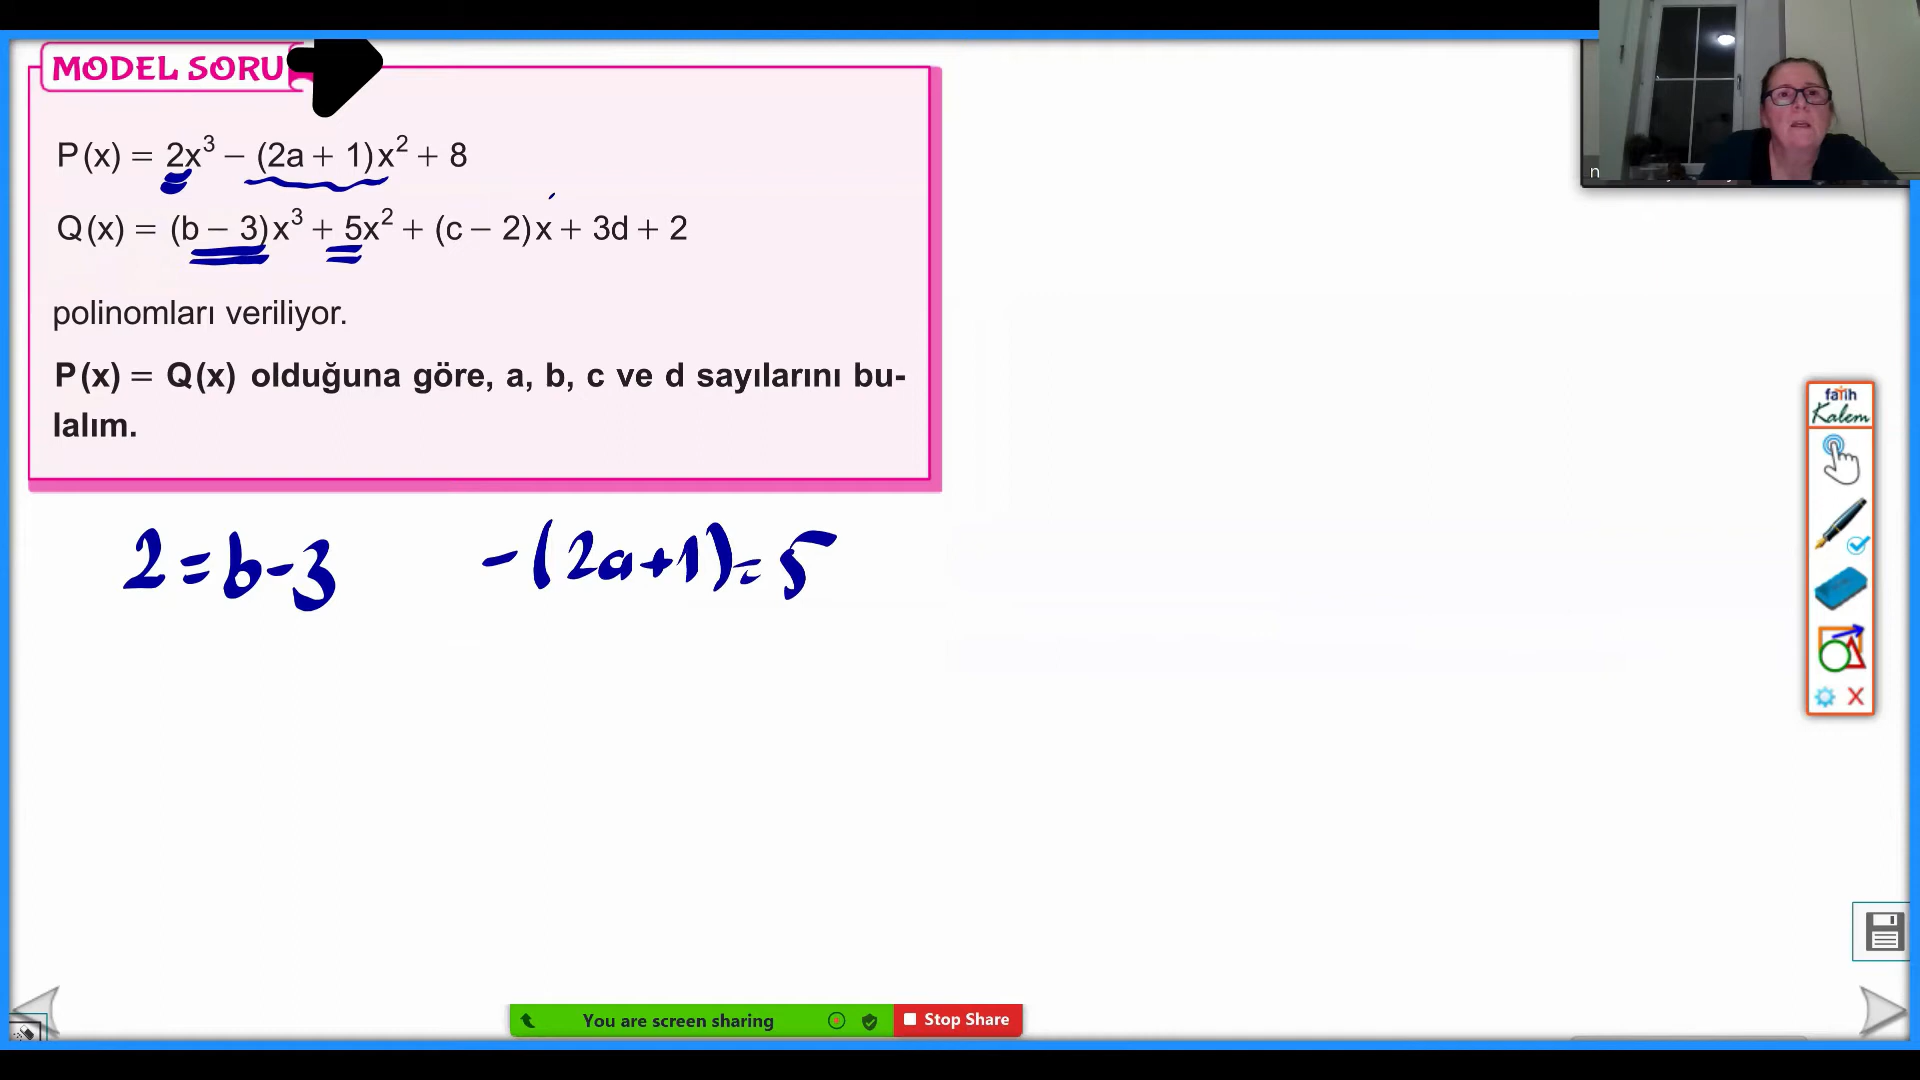 MODEL SORU
P(x) = 2x³ − (2a + 1)x² + 8
Q(x) = (b − 3)x³ + 5x² + (c − 2)x + 3d + 2
polinomları veriliyor.
P(x) = Q(x) olduğuna göre, a, b, c ve d sayılarını bu-
lalım.
2 = b - 3
-(2a+1) = 5
fatih
Kalem
You are screen sharing
Stop Share